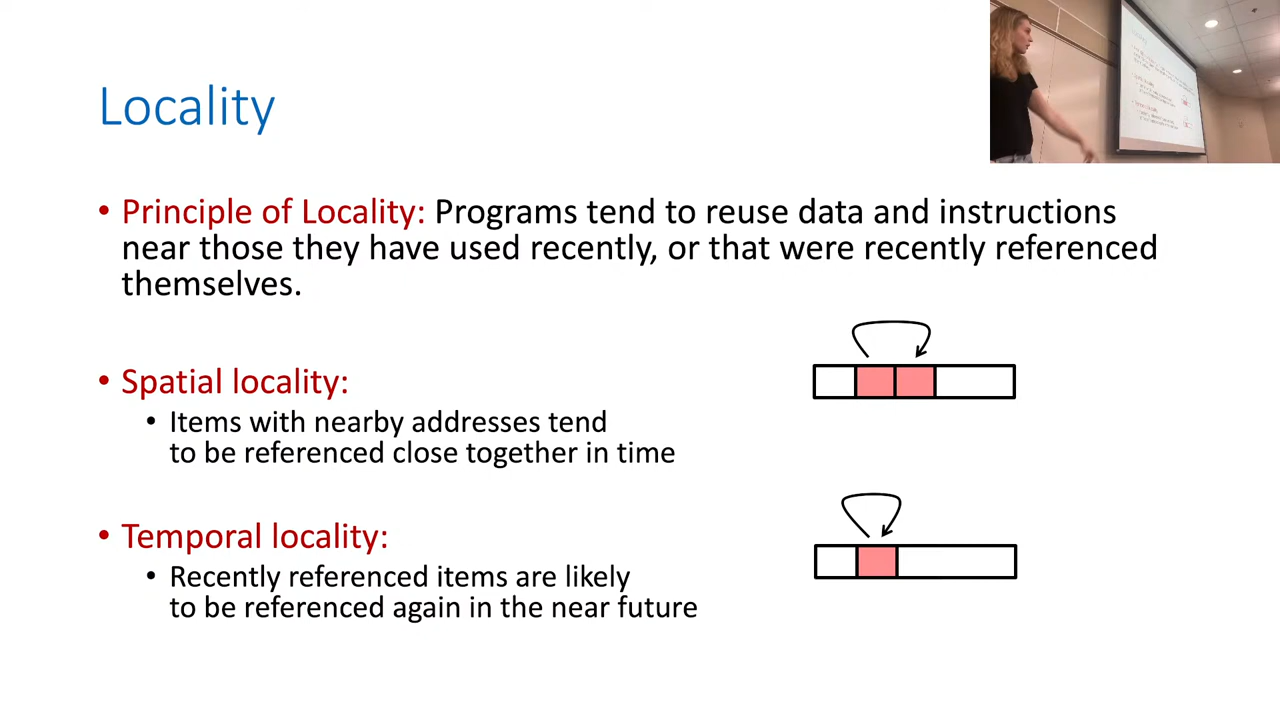 Locality
• Principle of Locality: Programs tend to reuse data and instructions
near those they have used recently, or that were recently referenced
themselves.
• Spatial locality:
• Items with nearby addresses tend
to be referenced close together in time
• Temporal locality:
• Recently referenced items are likely
to be referenced again in the near future